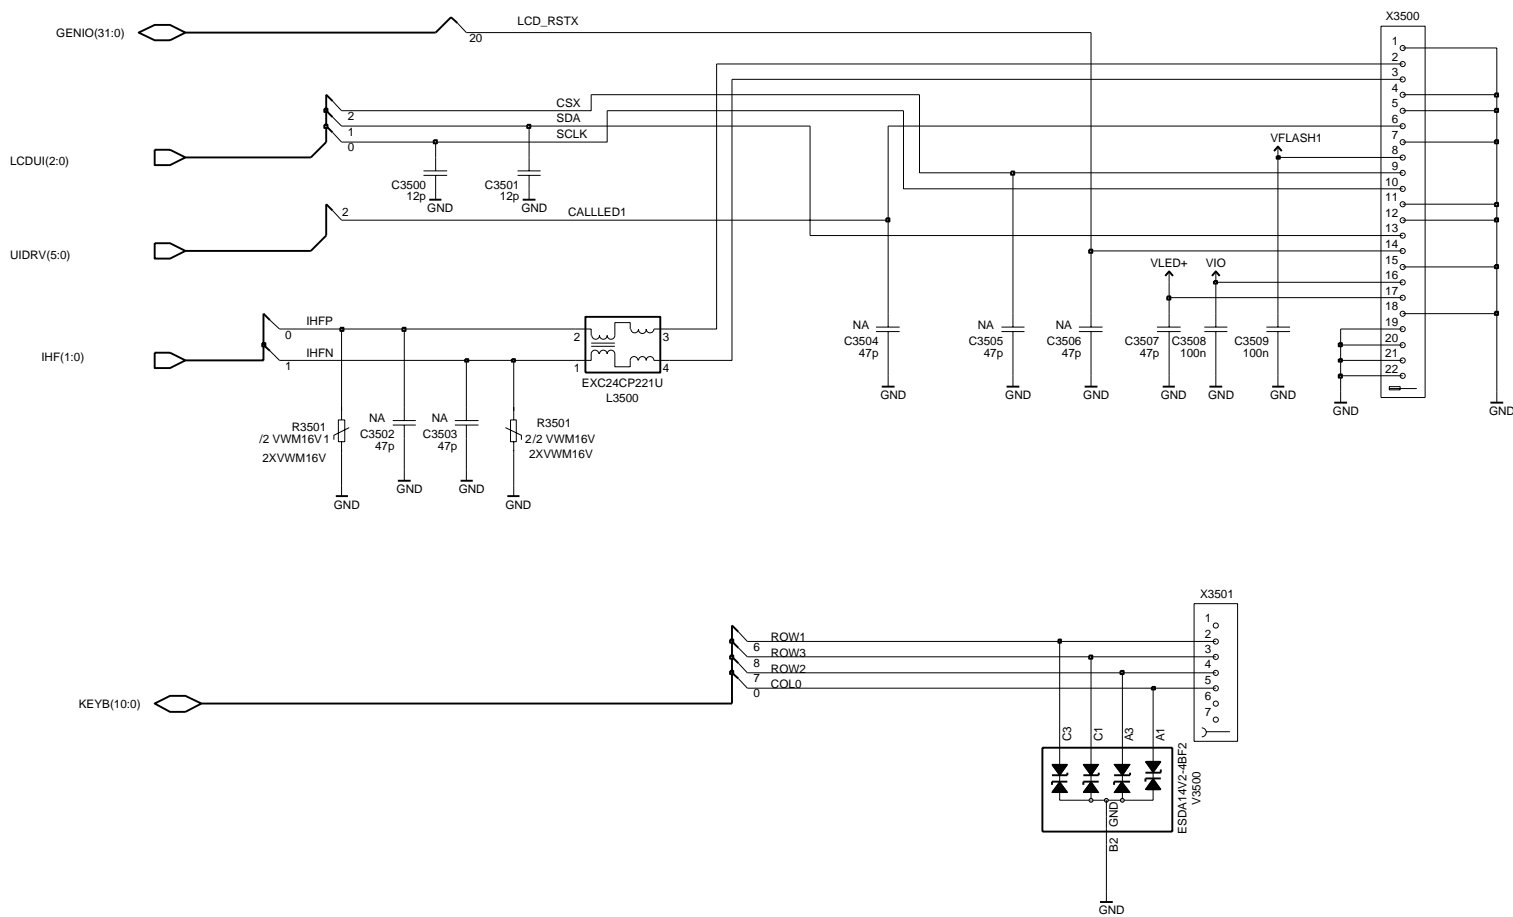 X3500
GENIO(31:0)
LCD_RSTX
20
1
2
3
4
5
6
7
8
9
10
11
12
13
14
15
16
17
18
19
20
21
22
GND
GND
LCDUI(2:0)
CSX
2
SDA
1
SCLK
0
C3500
12p
GND
C3501
12p
GND
VFLASH1
UIDRV(5:0)
2
CALLLED1
VLED+
VIO
IHF(1:0)
0
IHFP
1
IHFN
2
3
1
4
EXC24CP221U
L3500
NA
C3504
47p
GND
NA
C3505
47p
GND
NA
C3506
47p
GND
C3507
47p
GND
C3508
100n
GND
C3509
100n
GND
R3501
/2 VWM16V 1
2XVWM16V
GND
NA
C3502
47p
GND
NA
C3503
47p
GND
R3501
2/2 VWM16V
2XVWM16V
GND
X3501
1
2
3
4
5
6
7
KEYB(10:0)
ROW1
6
ROW3
8
ROW2
7
COL0
0
C3
C1
A3
A1
ESDA14V2-4BF2
V3500
GND
B2
GND